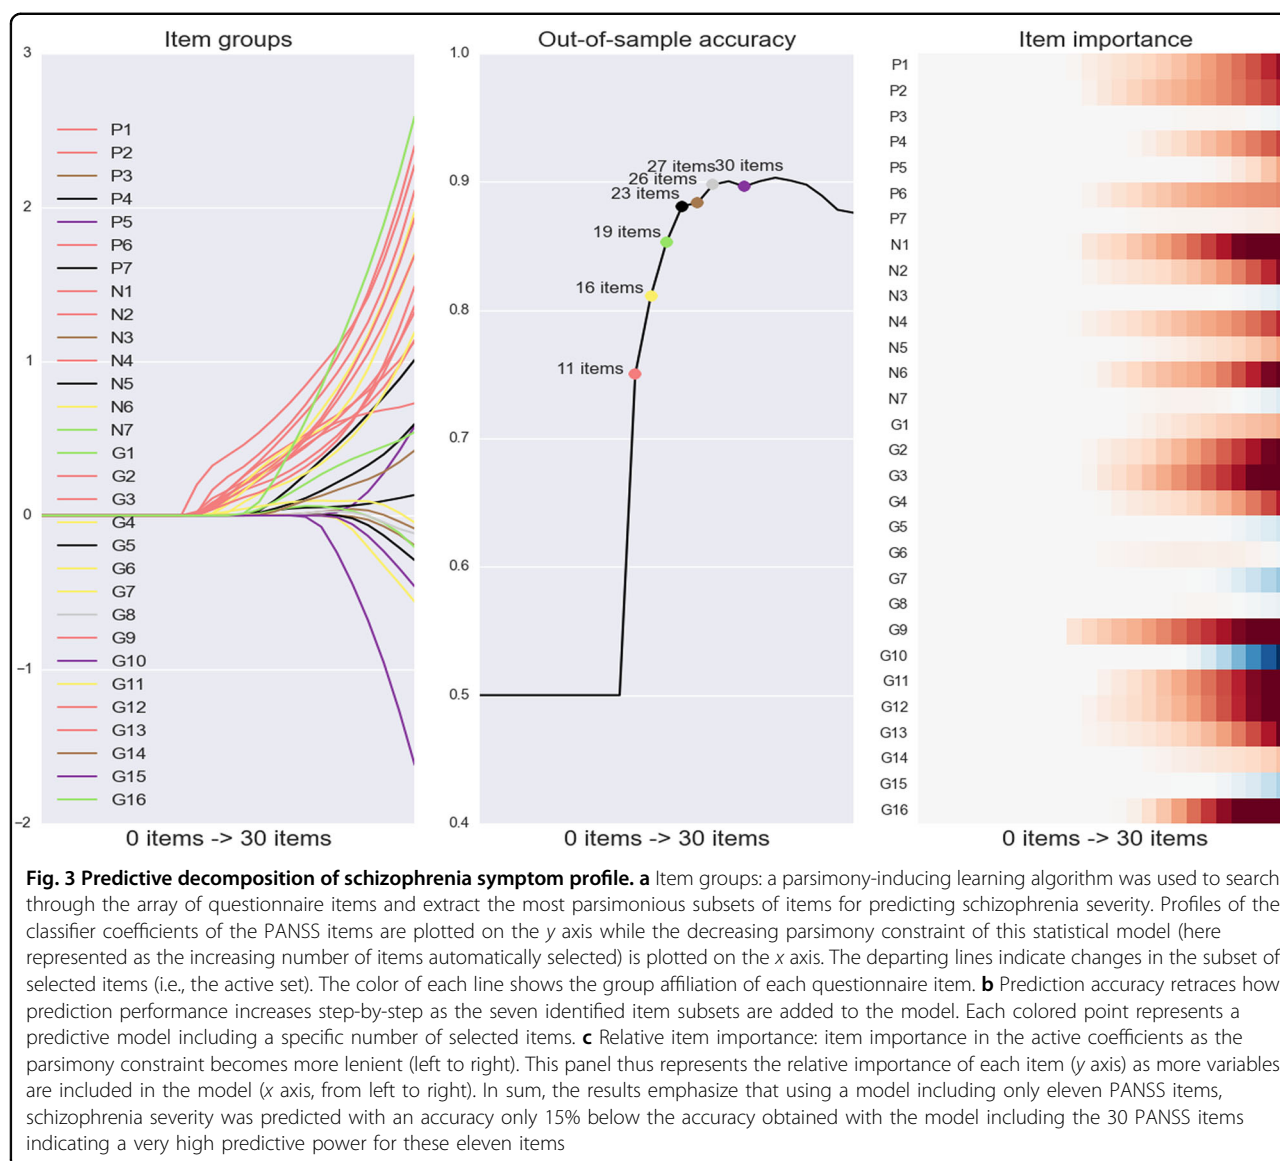 Item groups
3
2
1
0
−1
−2
P1
P2
P3
P4
P5
P6
P7
N1
N2
N3
N4
N5
N6
N7
G1
G2
G3
G4
G5
G6
G7
G8
G9
G10
G11
G12
G13
G14
G15
G16
0 items -> 30 items
Out-of-sample accuracy
1.0
0.9
0.8
0.7
0.6
0.5
0.4
27 items
30 items
26 items
23 items
19 items
16 items
11 items
0 items -> 30 items
Item importance
P1
P2
P3
P4
P5
P6
P7
N1
N2
N3
N4
N5
N6
N7
G1
G2
G3
G4
G5
G6
G7
G8
G9
G10
G11
G12
G13
G14
G15
G16
0 items -> 30 items
Fig. 3 Predictive decomposition of schizophrenia symptom profile. a Item groups: a parsimony-inducing learning algorithm was used to search
through the array of questionnaire items and extract the most parsimonious subsets of items for predicting schizophrenia severity. Profiles of the
classifier coefficients of the PANSS items are plotted on the y axis while the decreasing parsimony constraint of this statistical model (here
represented as the increasing number of items automatically selected) is plotted on the x axis. The departing lines indicate changes in the subset of
selected items (i.e., the active set). The color of each line shows the group affiliation of each questionnaire item. b Prediction accuracy retraces how
prediction performance increases step-by-step as the seven identified item subsets are added to the model. Each colored point represents a
predictive model including a specific number of selected items. c Relative item importance: item importance in the active coefficients as the
parsimony constraint becomes more lenient (left to right). This panel thus represents the relative importance of each item (y axis) as more variables
are included in the model (x axis, from left to right). In sum, the results emphasize that using a model including only eleven PANSS items,
schizophrenia severity was predicted with an accuracy only 15% below the accuracy obtained with the model including the 30 PANSS items
indicating a very high predictive power for these eleven items